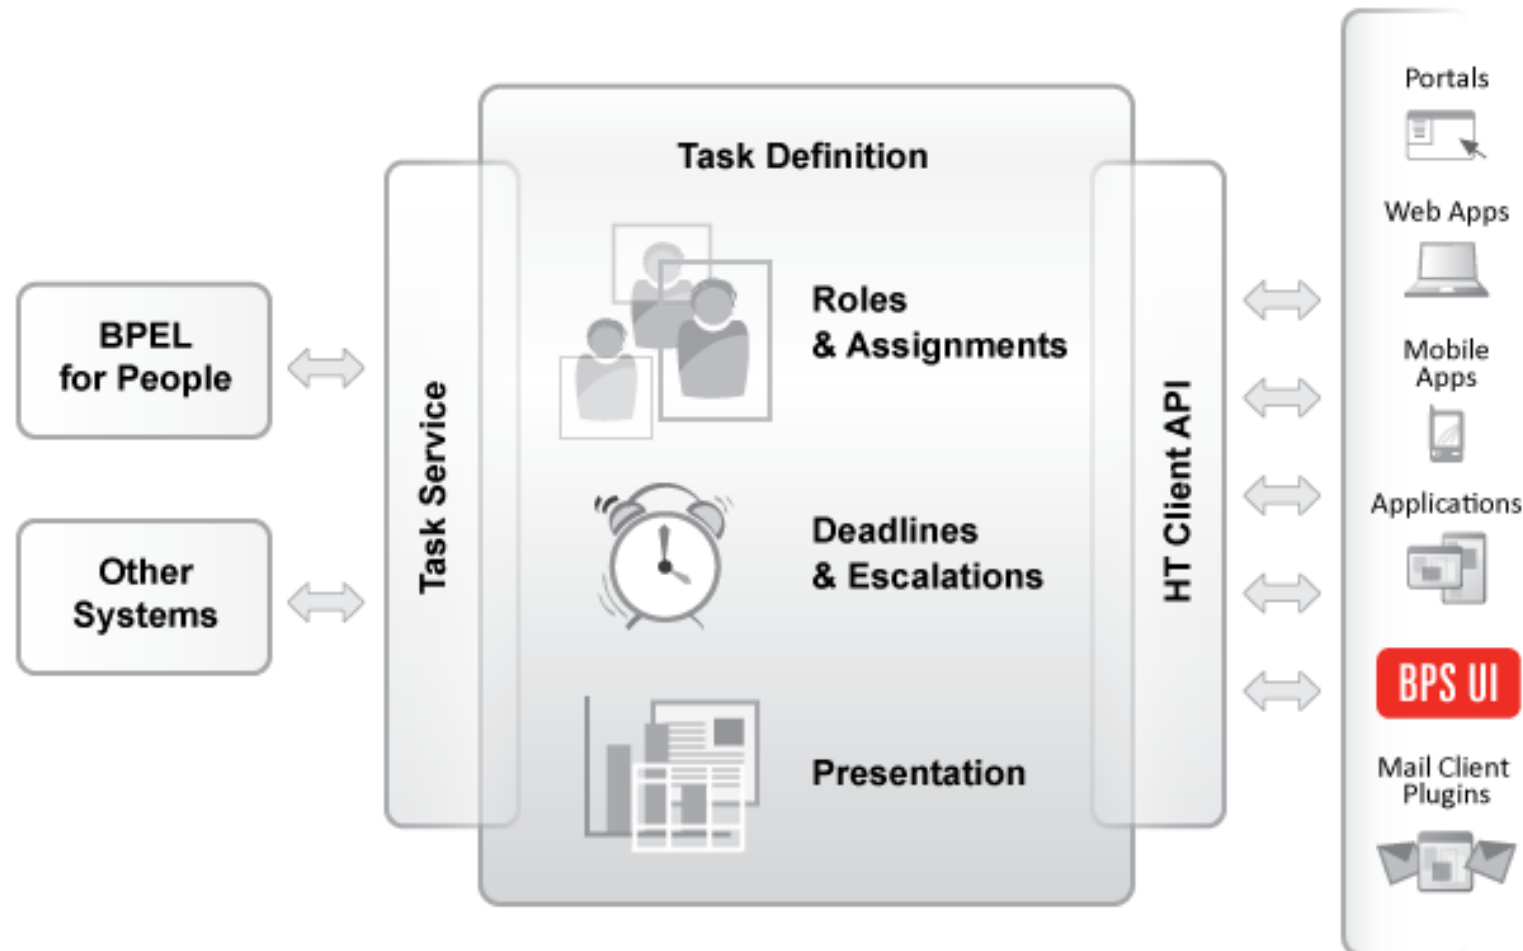 BPEL
for People
Other
Systems
Task Service
Task Definition
Roles
& Assignments
Deadlines
& Escalations
Presentation
HT Client API
Portals
Web Apps
Mobile
Apps
Applications
BPS UI
Mail Client
Plugins